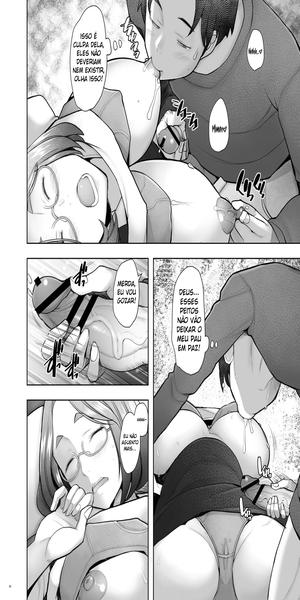 HMM..♥
ISSO É
CULPA DELA,
ELES NÃO
DEVERIAM
NEM EXISTIR,
OLHA ISSO!
MERDA,
EU VOU
GOZAR!
DEUS...
ESSES
PEITOS
NÃO VÃO
DEIXAR O
MEU PAU
EM PAZ!
EU NÃO
AGUENTO
MAIS...